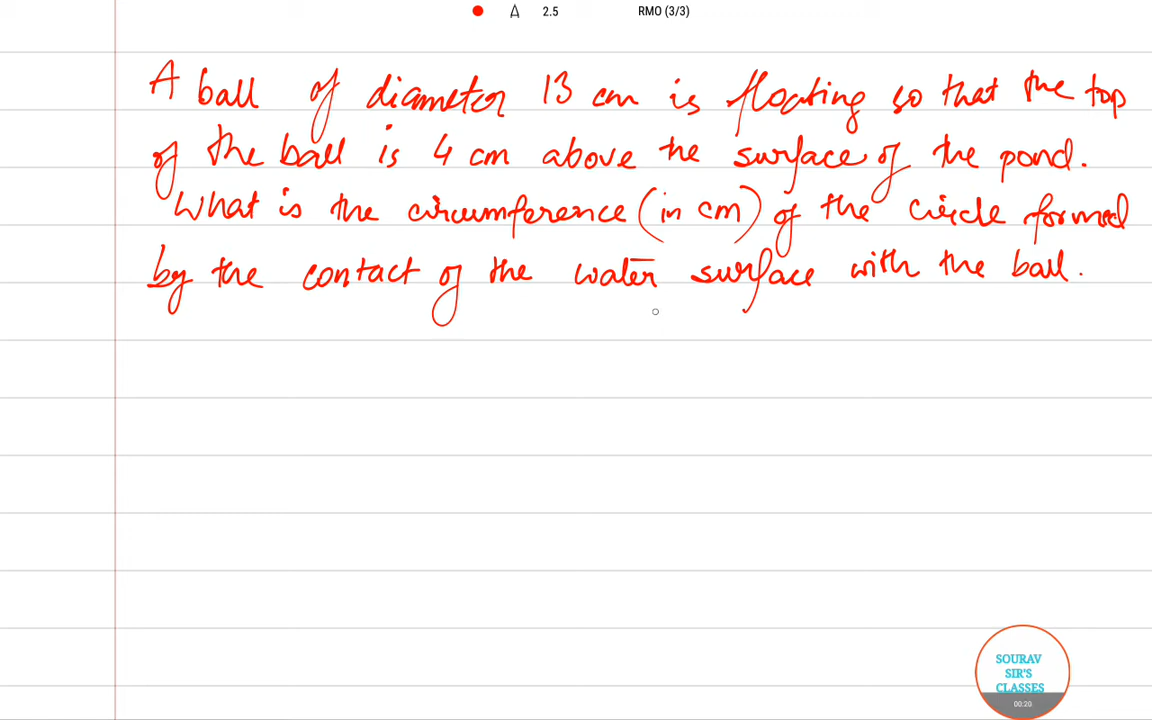 A 2.5 RMO (3/3)
A ball of diameter 13 cm is floating so that the top
of the ball is 4 cm above the surface of the pond.
What is the circumference (in cm) of the circle formed
by the contact of the water surface with the ball.
SOURAV
SIR'S
CLASSES
00:20